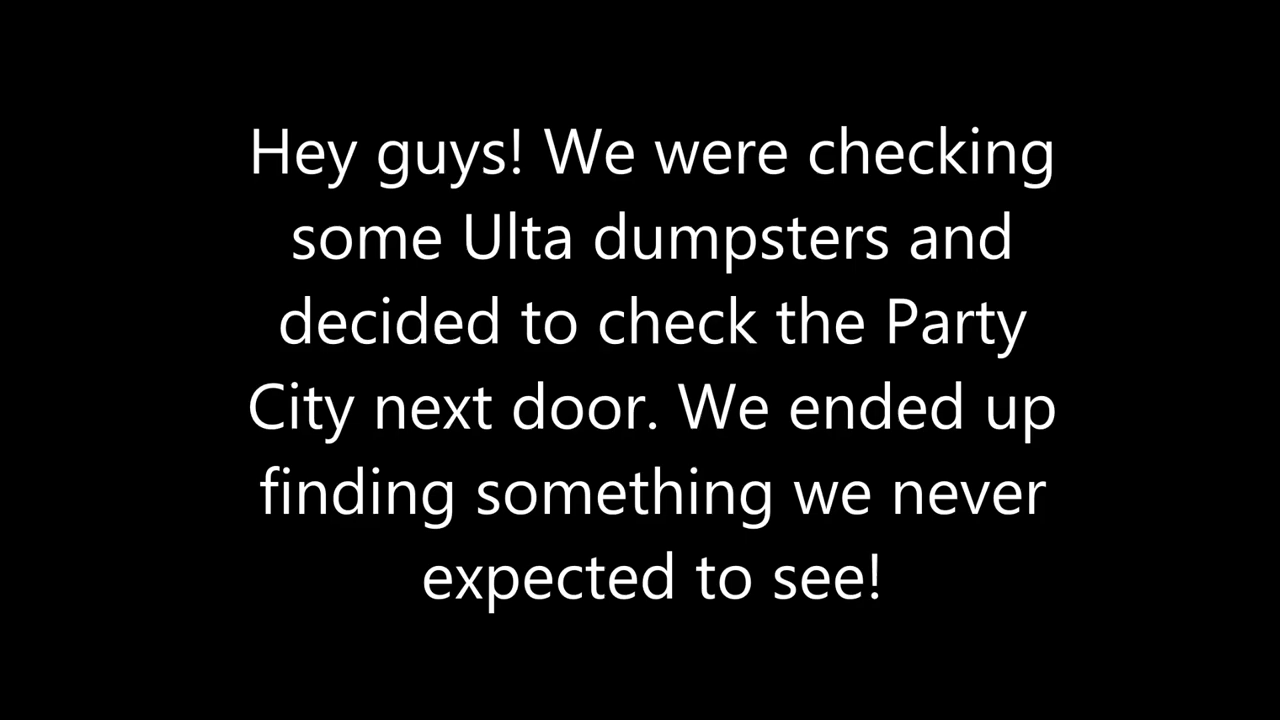 Hey guys! We were checking
some Ulta dumpsters and
decided to check the Party
City next door. We ended up
finding something we never
expected to see!